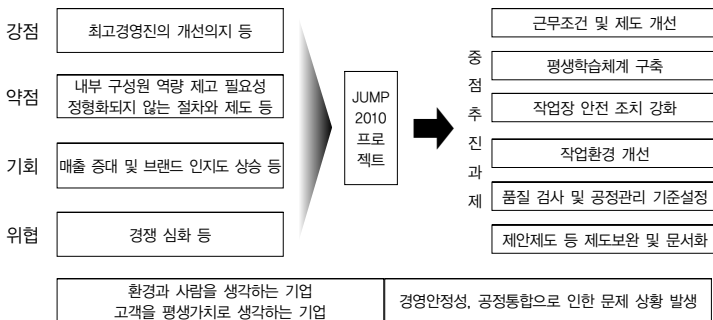 강점
최고경영진의 개선의지 등
약점
내부 구성원 역량 제고 필요성
정형화되지 않는 절차와 제도 등
기회
매출 증대 및 브랜드 인지도 상승 등
위협
경쟁 심화 등
JUMP
2010
프로
젝트
중
점
추
진
과
제
근무조건 및 제도 개선
평생학습체계 구축
작업장 안전 조치 강화
작업환경 개선
품질 검사 및 공정관리 기준설정
제안제도 등 제도보완 및 문서화
환경과 사람을 생각하는 기업
고객을 평생가치로 생각하는 기업
경영안정성, 공정통합으로 인한 문제 상황 발생